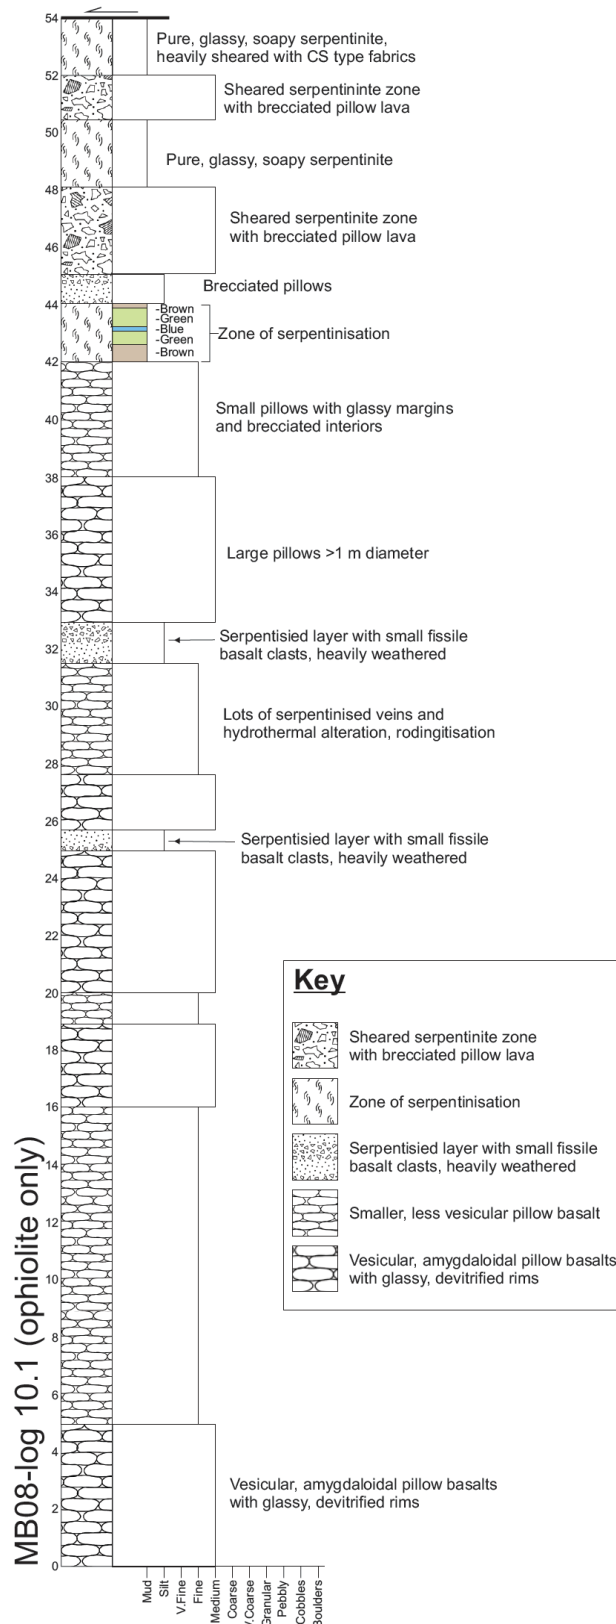 54
Pure, glassy, soapy serpentinite,
heavily sheared with CS type fabrics
52
Sheared serpentininte zone
with brecciated pillow lava
50
Pure, glassy, soapy serpentinite
48
Sheared serpentinite zone
with brecciated pillow lava
46
Brecciated pillows
44
-Brown
-Green
-Blue
-Green
-Brown
Zone of serpentinisation
42
Small pillows with glassy margins
and brecciated interiors
40
38
36
Large pillows >1 m diameter
34
32
Serpentisied layer with small fissile
basalt clasts, heavily weathered
30
Lots of serpentinised veins and
hydrothermal alteration, rodingitisation
28
26
Serpentisied layer with small fissile
basalt clasts, heavily weathered
24
22
20
18
16
14
12
10
8
6
4
2
0
Vesicular, amygdaloidal pillow basalts
with glassy, devitrified rims
Key
Sheared serpentinite zone
with brecciated pillow lava
Zone of serpentinisation
Serpentisied layer with small fissile
basalt clasts, heavily weathered
Smaller, less vesicular pillow basalt
Vesicular, amygdaloidal pillow basalts
with glassy, devitrified rims
MB08-log 10.1 (ophiolite only)
Mud
Silt
V.Fine
Fine
Medium
Coarse
V.Coarse
Granular
Pebbly
Cobbles
Boulders